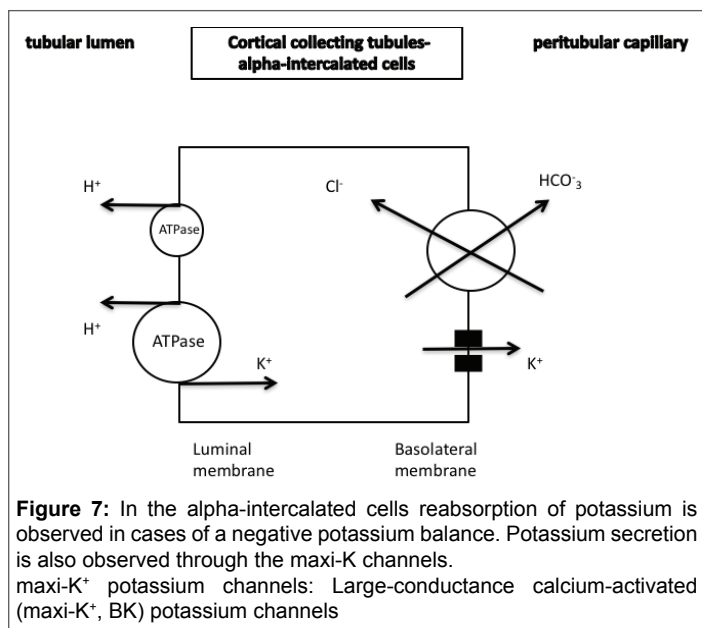 tubular lumen
Cortical collecting tubules-
alpha-intercalated cells
peritubular capillary
H⁺
ATPase
Cl⁻
HCO⁻₃
H⁺
ATPase
K⁺
K⁺
Luminal
membrane
Basolateral
membrane
Figure 7: In the alpha-intercalated cells reabsorption of potassium is
observed in cases of a negative potassium balance. Potassium secretion
is also observed through the maxi-K channels.
maxi-K⁺ potassium channels: Large-conductance calcium-activated
(maxi-K⁺, BK) potassium channels